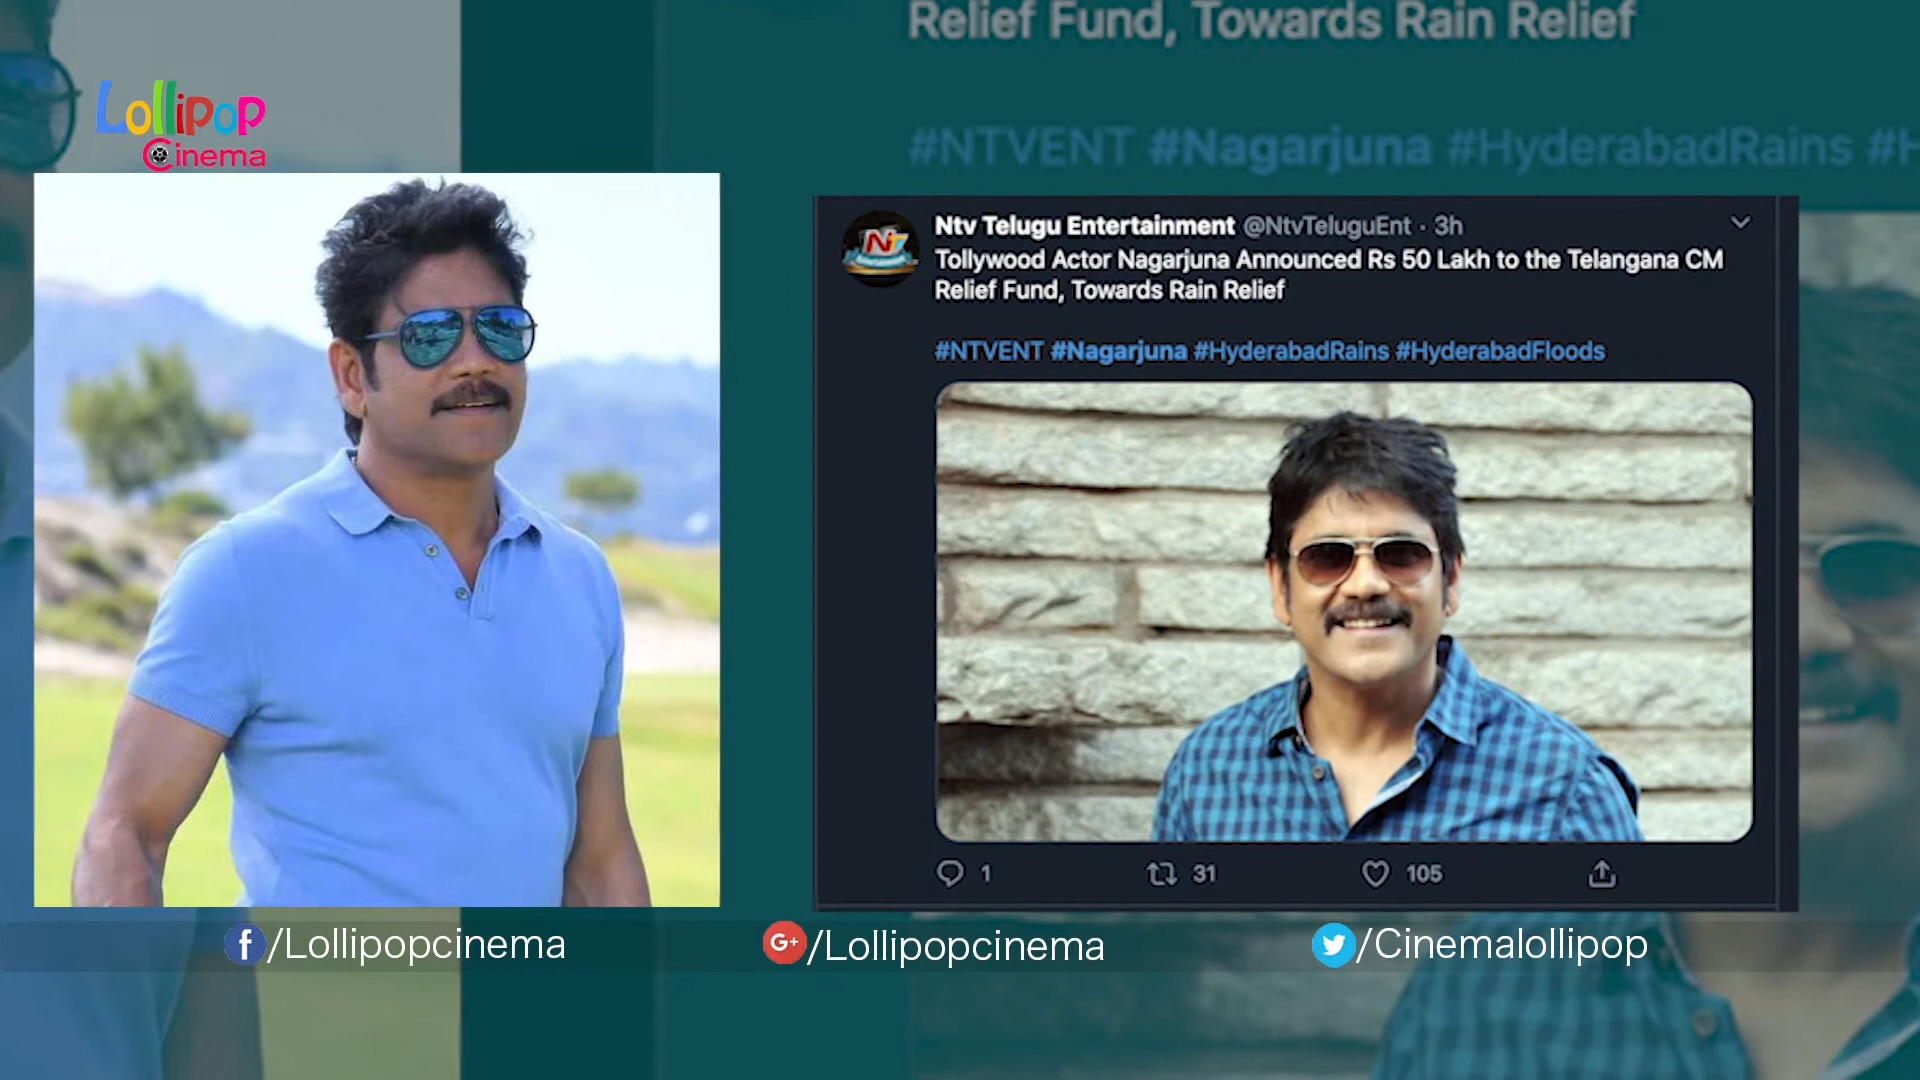 Relief Fund, Towards Rain Relief
#NTVENT #Nagarjuna #HyderabadRains #H
Lollipop
Cinema
Ntv Telugu Entertainment @NtvTeluguEnt · 3h
Tollywood Actor Nagarjuna Announced Rs 50 Lakh to the Telangana CM
Relief Fund, Towards Rain Relief
#NTVENT #Nagarjuna #HyderabadRains #HyderabadFloods
1 31 105
/Lollipopcinema /Lollipopcinema /Cinemalollipop